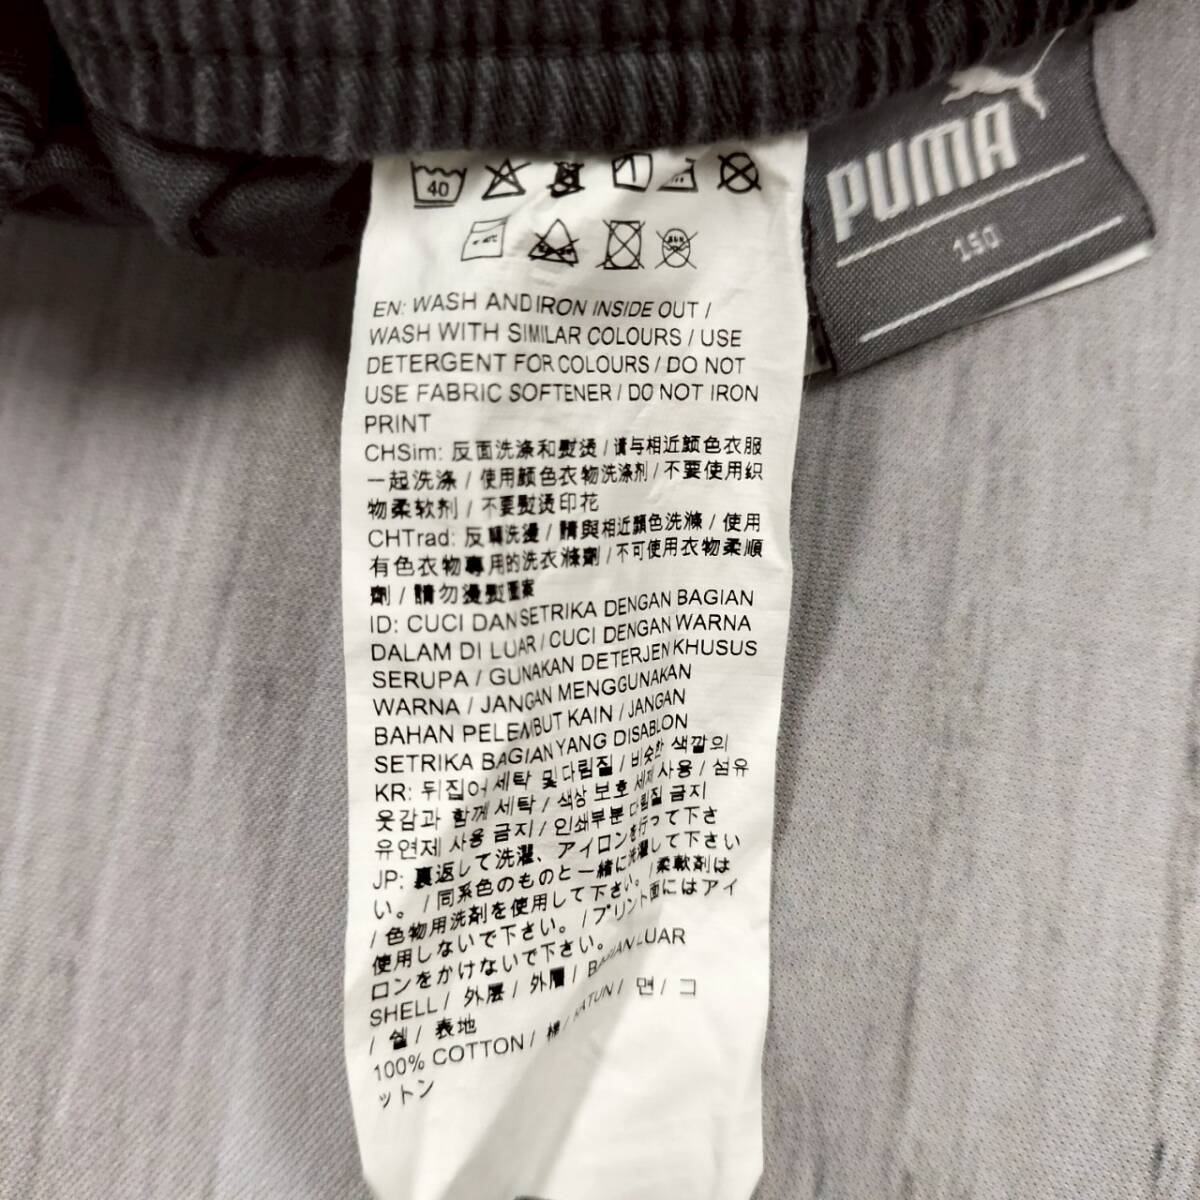 PUMA
150
40
EN: WASH AND IRON INSIDE OUT /
WASH WITH SIMILAR COLOURS / USE
DETERGENT FOR COLOURS / DO NOT
USE FABRIC SOFTENER / DO NOT IRON
PRINT
CHSim: 反面洗涤和熨烫 / 请与相近颜色衣服
一起洗涤 / 使用颜色衣物洗涤剂 / 不要使用织
物柔软剂 / 不要熨烫印花
CHTrad: 反轉洗燙 / 請與相近顏色洗滌 / 使用
有色衣物專用的洗衣滌劑 / 不可使用衣物柔順
劑 / 請勿燙熨圖案
ID: CUCI DAN SETRIKA DENGAN BAGIAN
DALAM DI LUAR / CUCI DENGAN WARNA
SERUPA / GUNAKAN DETERJEN KHUSUS
WARNA / JANGAN MENGGUNAKAN
BAHAN PELEMBUT KAIN / JANGAN
SETRIKA BAGIAN YANG DISABLON
KR: 뒤집어 세탁 및 다림질 / 비슷한 색깔의
옷감과 함께 세탁 / 색상 보호 세제 사용 / 섬유
유연제 사용 금지 / 인쇄부분 다림질 금지
JP: 裏返して洗濯、アイロンを行って下さ
い。 / 同系色のものと一緒に洗濯して下さい
/ 色物用洗剤を使用して下さい。 / 柔軟剤は
使用しないで下さい。 / プリント面にはアイ
ロンをかけないで下さい。
SHELL / 外层 / 外層 / BAGIAN LUAR
/ 쉘 / 表地
100% COTTON / 棉 / KATUN / 면 / コ
ットン